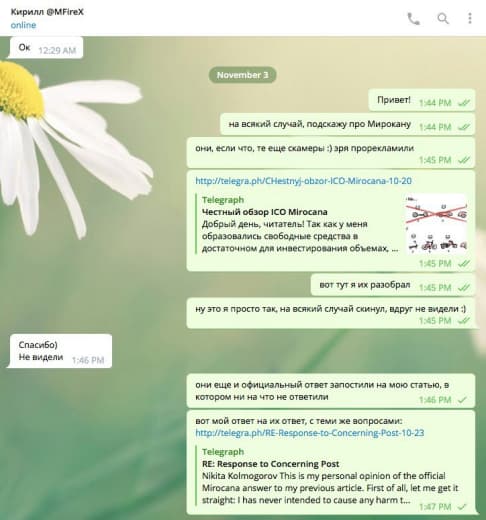 Кирилл @MFireX
online
Ок 12:29 AM
November 3
Привет! 1:44 PM
на всякий случай, подскажу про Мирокану 1:44 PM
они, если что, те еще скамеры :) зря прорекламили
1:45 PM
http://telegra.ph/CHestnyj-obzor-ICO-Mirocana-10-20
Telegraph
Честный обзор ICO Mirocana
Добрый день, читатель! Так как у меня
образовались свободные средства в
достаточном для инвестирования объемах, ...
1:45 PM
вот тут я их разобрал 1:45 PM
ну это я просто так, на всякий случай скинул, вдруг не видели :)
1:45 PM
Спасибо)
Не видели 1:46 PM
они еще и официальный ответ запостили на мою статью, в
котором ни на что не ответили 1:46 PM
вот мой ответ на их ответ, с теми же вопросами:
http://telegra.ph/RE-Response-to-Concerning-Post-10-23
Telegraph
RE: Response to Concerning Post
Nikita Kolmogorov This is my personal opinion of the official
Mirocana answer to my previous article. First of all, let me get it
straight: I has never intended to cause any harm t... 1:47 PM